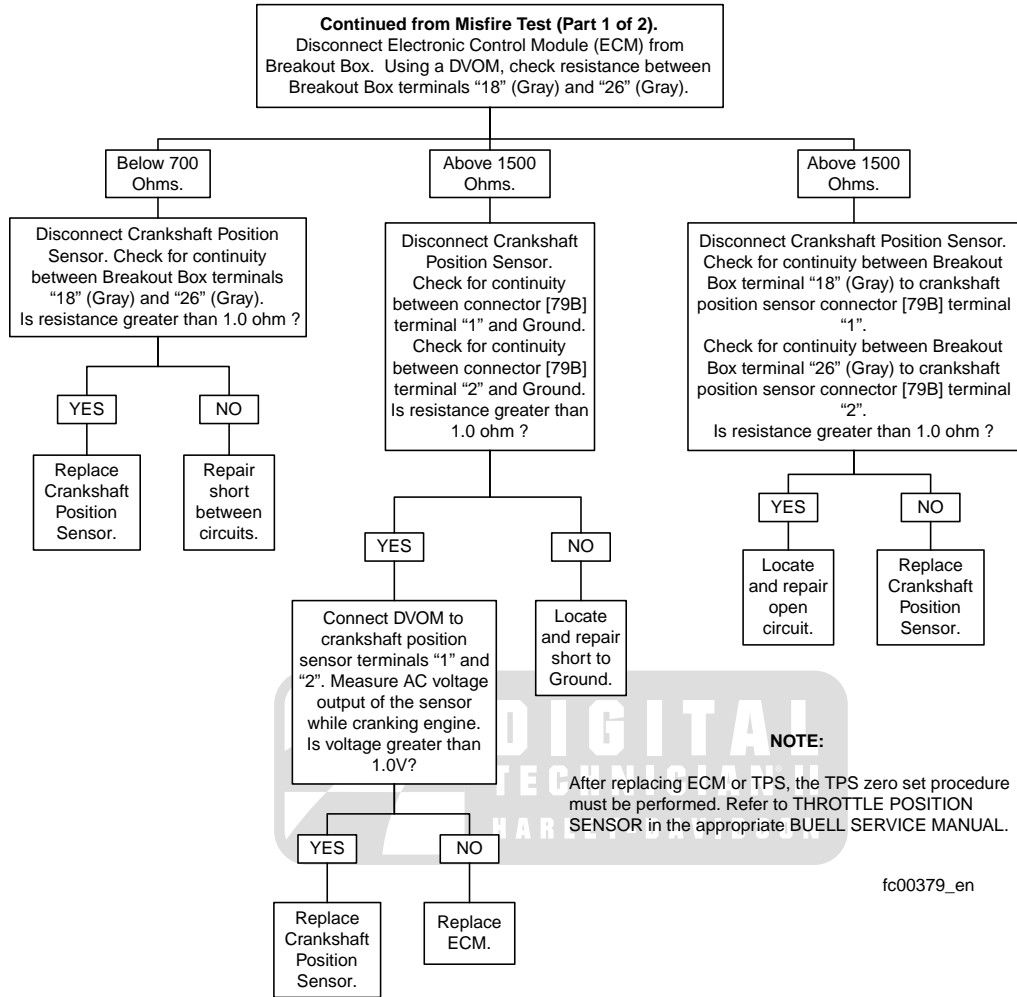 Continued from Misfire Test (Part 1 of 2).
Disconnect Electronic Control Module (ECM) from
Breakout Box. Using a DVOM, check resistance between
Breakout Box terminals “18” (Gray) and “26” (Gray).
Below 700
Ohms.
Disconnect Crankshaft Position
Sensor. Check for continuity
between Breakout Box terminals
“18” (Gray) and “26” (Gray).
Is resistance greater than 1.0 ohm ?
YES
Replace
Crankshaft
Position
Sensor.
NO
Repair
short
between
circuits.
Above 1500
Ohms.
Disconnect Crankshaft
Position Sensor.
Check for continuity
between connector [79B]
terminal “1” and Ground.
Check for continuity
between connector [79B]
terminal “2” and Ground.
Is resistance greater than
1.0 ohm ?
YES
Connect DVOM to
crankshaft position
sensor terminals “1” and
“2”. Measure AC voltage
output of the sensor
while cranking engine.
Is voltage greater than
1.0V?
YES
Replace
Crankshaft
Position
Sensor.
NO
Replace
ECM.
NO
Locate
and repair
short to
Ground.
Above 1500
Ohms.
Disconnect Crankshaft Position Sensor.
Check for continuity between Breakout
Box terminal “18” (Gray) to crankshaft
position sensor connector [79B] terminal
“1”.
Check for continuity between Breakout
Box terminal “26” (Gray) to crankshaft
position sensor connector [79B] terminal
“2”.
Is resistance greater than 1.0 ohm ?
YES
Locate
and repair
open
circuit.
NO
Replace
Crankshaft
Position
Sensor.
DIGITAL
TECHNICIAN II
HARLEY-DAVIDSON
NOTE:
After replacing ECM or TPS, the TPS zero set procedure
must be performed. Refer to THROTTLE POSITION
SENSOR in the appropriate BUELL SERVICE MANUAL.
fc00379_en